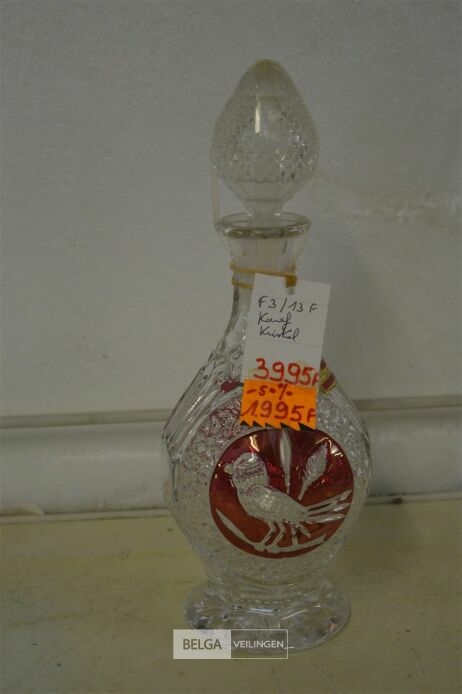 F3/13 F
Karaf
Kristal
3995F
-50%
1995F
BELGA VEILINGEN